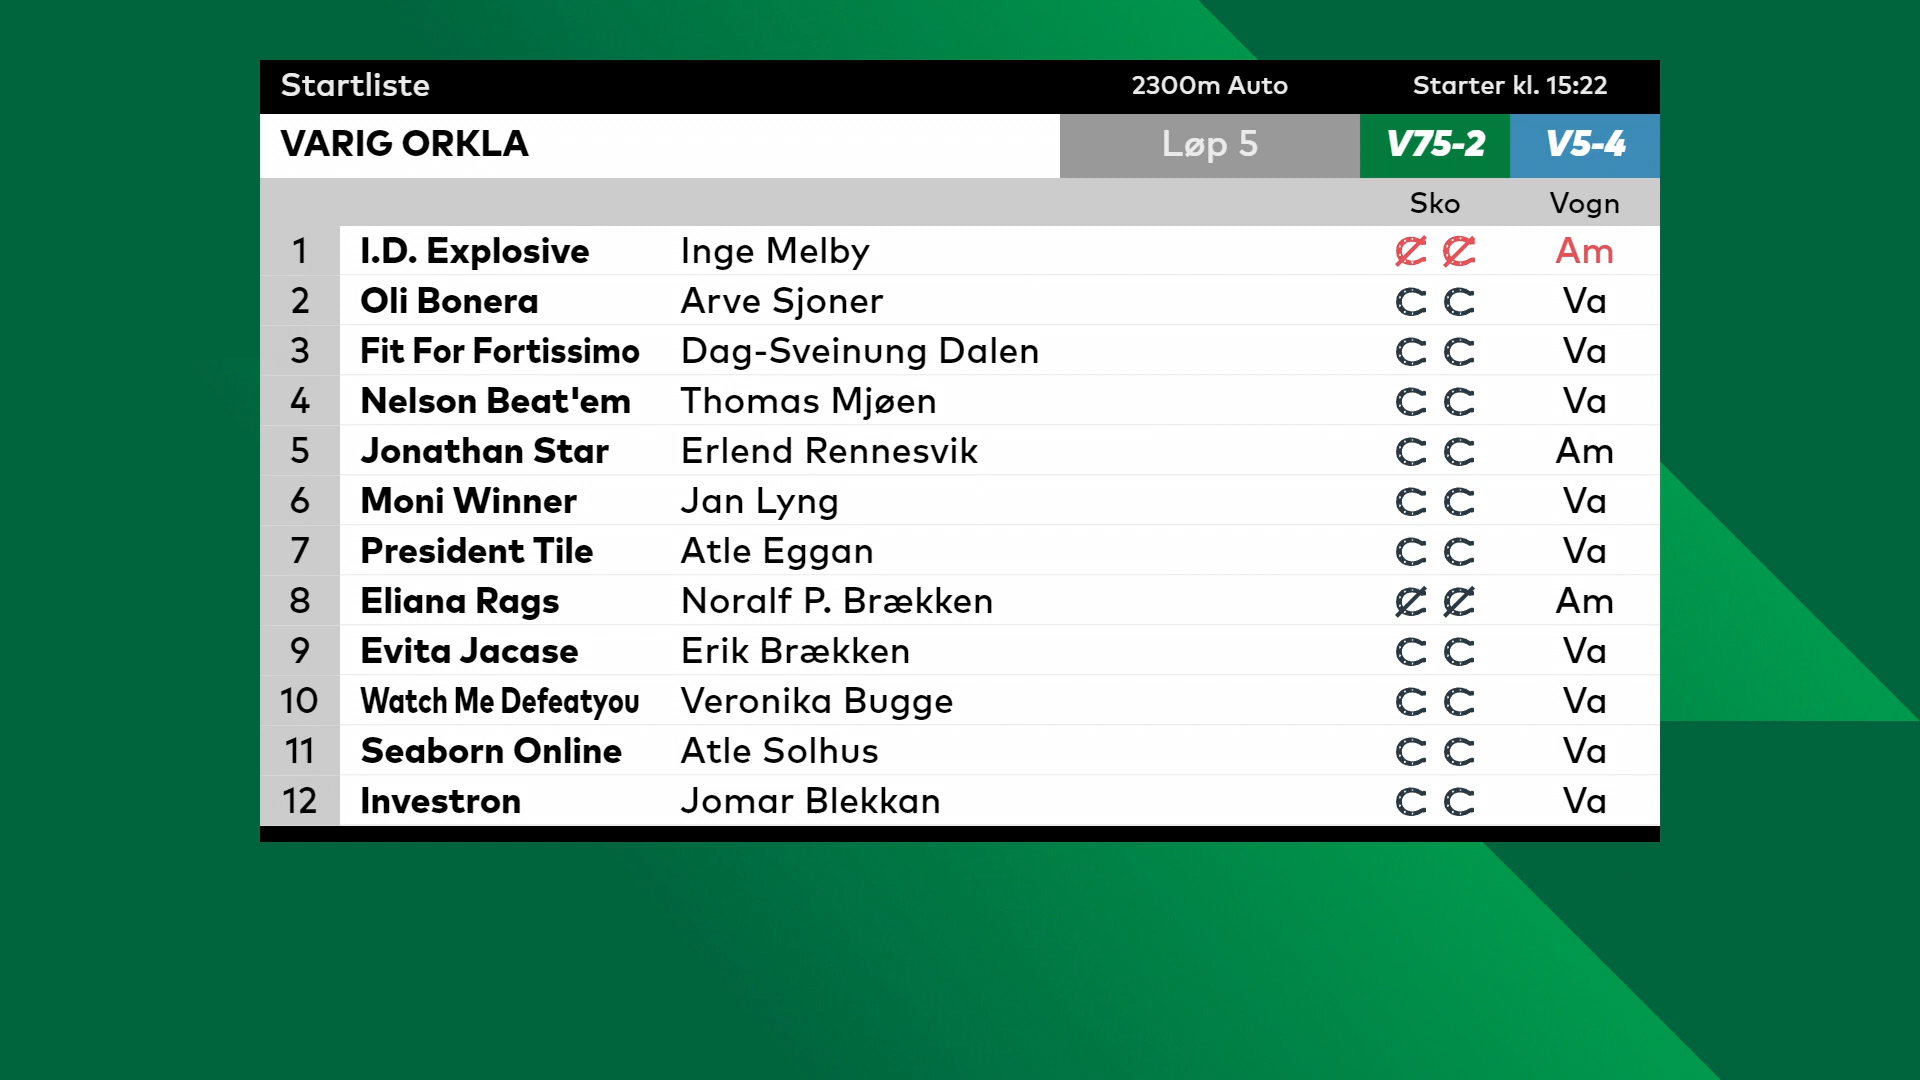 Startliste 2300m Auto Starter kl. 15:22
VARIG ORKLA Løp 5 V75-2 V5-4
Sko Vogn
1 I.D. Explosive Inge Melby Am
2 Oli Bonera Arve Sjoner Va
3 Fit For Fortissimo Dag-Sveinung Dalen Va
4 Nelson Beat'em Thomas Mjøen Va
5 Jonathan Star Erlend Rennesvik Am
6 Moni Winner Jan Lyng Va
7 President Tile Atle Eggan Va
8 Eliana Rags Noralf P. Brækken Am
9 Evita Jacase Erik Brækken Va
10 Watch Me Defeatyou Veronika Bugge Va
11 Seaborn Online Atle Solhus Va
12 Investron Jomar Blekkan Va